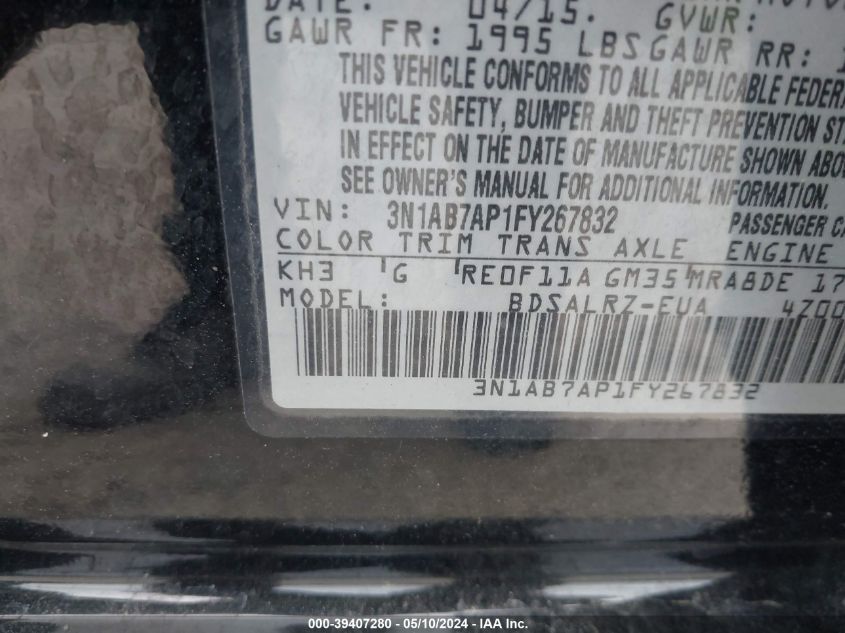 DATE: 04/15. GVWR:
GAWR FR: 1995 LBS GAWR RR:
THIS VEHICLE CONFORMS TO ALL APPLICABLE FEDERA
VEHICLE SAFETY, BUMPER AND THEFT PREVENTION STA
IN EFFECT ON THE DATE OF MANUFACTURE SHOWN ABO
SEE OWNER'S MANUAL FOR ADDITIONAL INFORMATION.
VIN: 3N1AB7AP1FY267832 PASSENGER CA
COLOR TRIM TRANS AXLE ENGINE
KH3 G RE0F11A GM35 MRA8DE 17
MODEL: BDSALRZ-EUA 4Z00
3N1AB7AP1FY267832
000-39407280 - 05/10/2024 - IAA Inc.